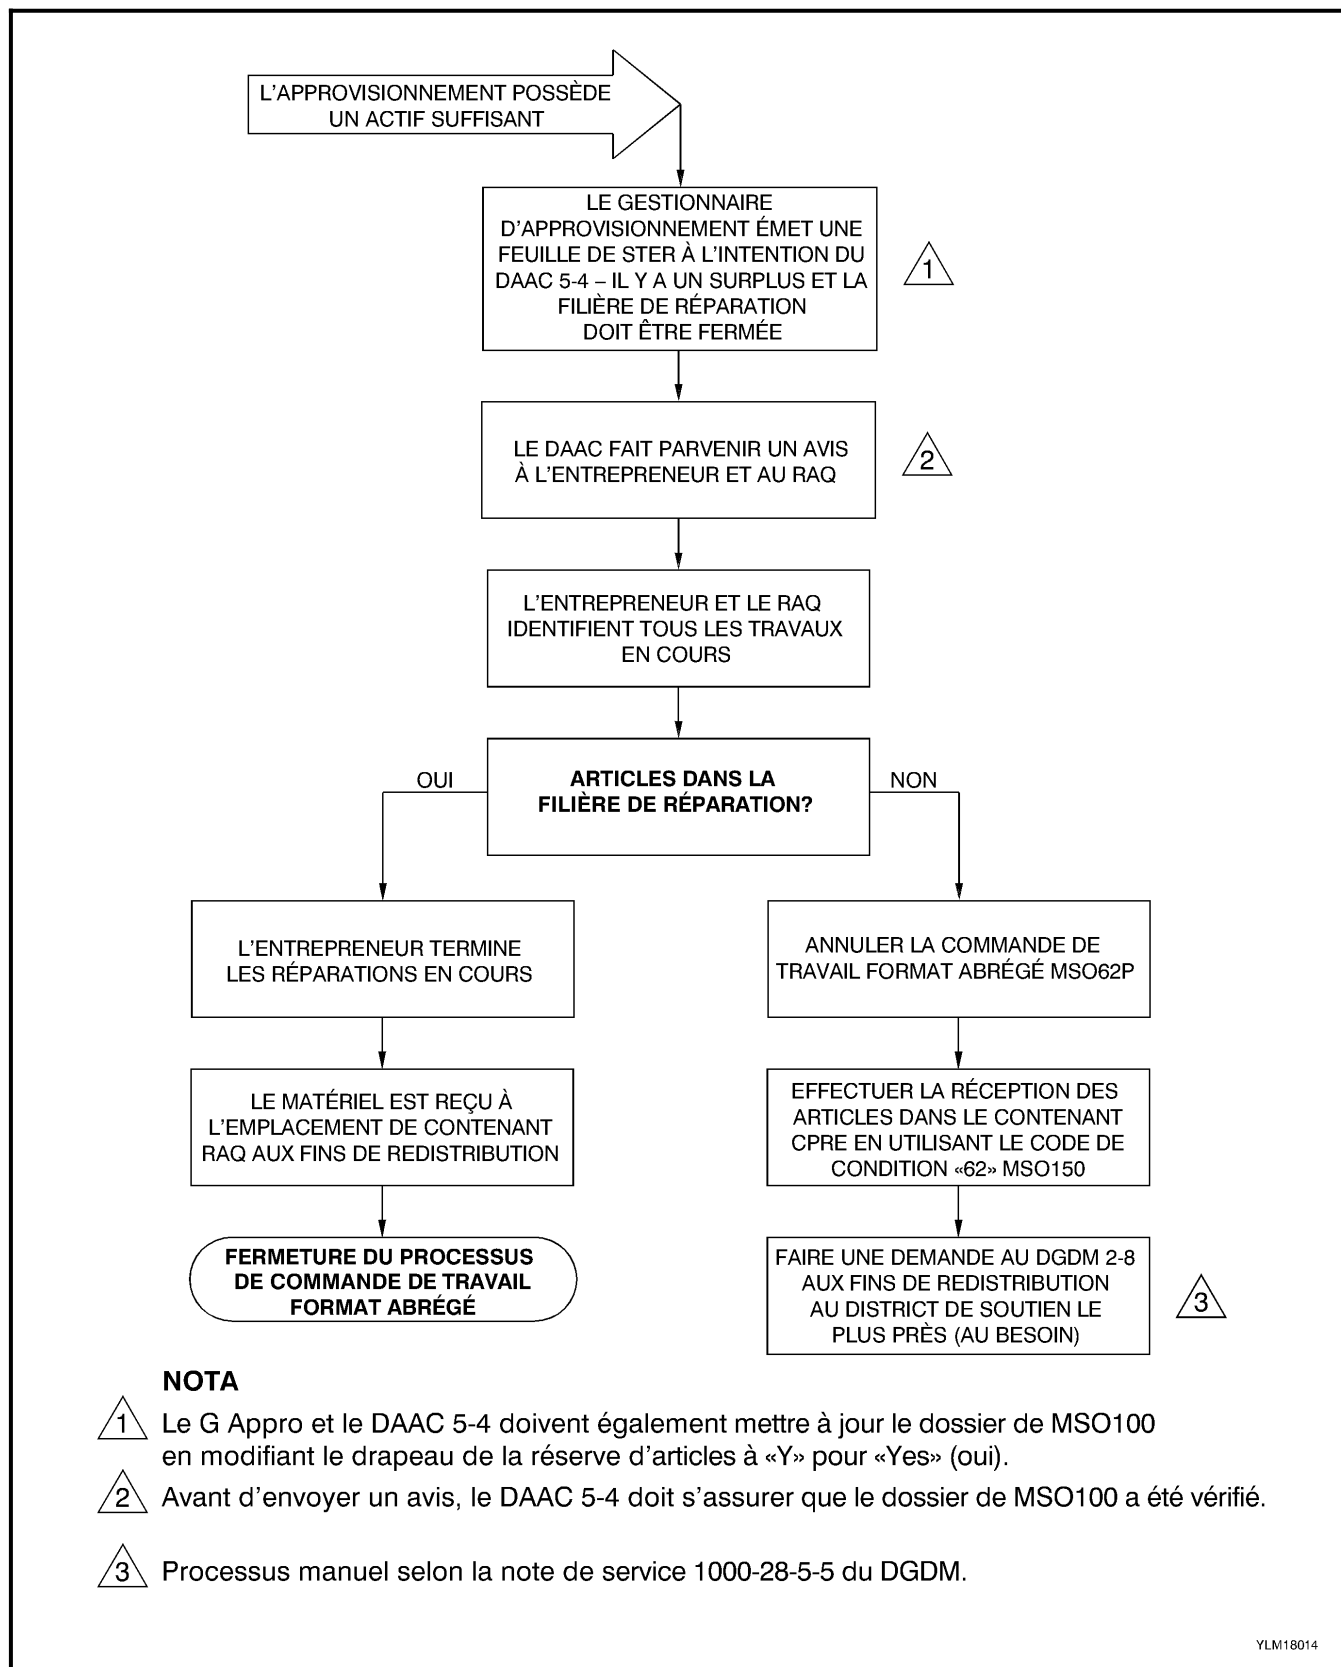 L'APPROVISIONNEMENT POSSÈDE
UN ACTIF SUFFISANT
LE GESTIONNAIRE
D'APPROVISIONNEMENT ÉMET UNE
FEUILLE DE STER À L'INTENTION DU
DAAC 5-4 – IL Y A UN SURPLUS ET LA
FILIÈRE DE RÉPARATION
DOIT ÊTRE FERMÉE
1
LE DAAC FAIT PARVENIR UN AVIS
À L'ENTREPRENEUR ET AU RAQ
2
L'ENTREPRENEUR ET LE RAQ
IDENTIFIENT TOUS LES TRAVAUX
EN COURS
OUI
ARTICLES DANS LA
FILIÈRE DE RÉPARATION?
NON
L'ENTREPRENEUR TERMINE
LES RÉPARATIONS EN COURS
ANNULER LA COMMANDE DE
TRAVAIL FORMAT ABRÉGÉ MSO62P
LE MATÉRIEL EST REÇU À
L'EMPLACEMENT DE CONTENANT
RAQ AUX FINS DE REDISTRIBUTION
EFFECTUER LA RÉCEPTION DES
ARTICLES DANS LE CONTENANT
CPRE EN UTILISANT LE CODE DE
CONDITION «62» MSO150
FERMETURE DU PROCESSUS
DE COMMANDE DE TRAVAIL
FORMAT ABRÉGÉ
FAIRE UNE DEMANDE AU DGDM 2-8
AUX FINS DE REDISTRIBUTION
AU DISTRICT DE SOUTIEN LE
PLUS PRÈS (AU BESOIN)
3
NOTA
1 Le G Appro et le DAAC 5-4 doivent également mettre à jour le dossier de MSO100
en modifiant le drapeau de la réserve d'articles à «Y» pour «Yes» (oui).
2 Avant d'envoyer un avis, le DAAC 5-4 doit s'assurer que le dossier de MSO100 a été vérifié.
3 Processus manuel selon la note de service 1000-28-5-5 du DGDM.
YLM18014